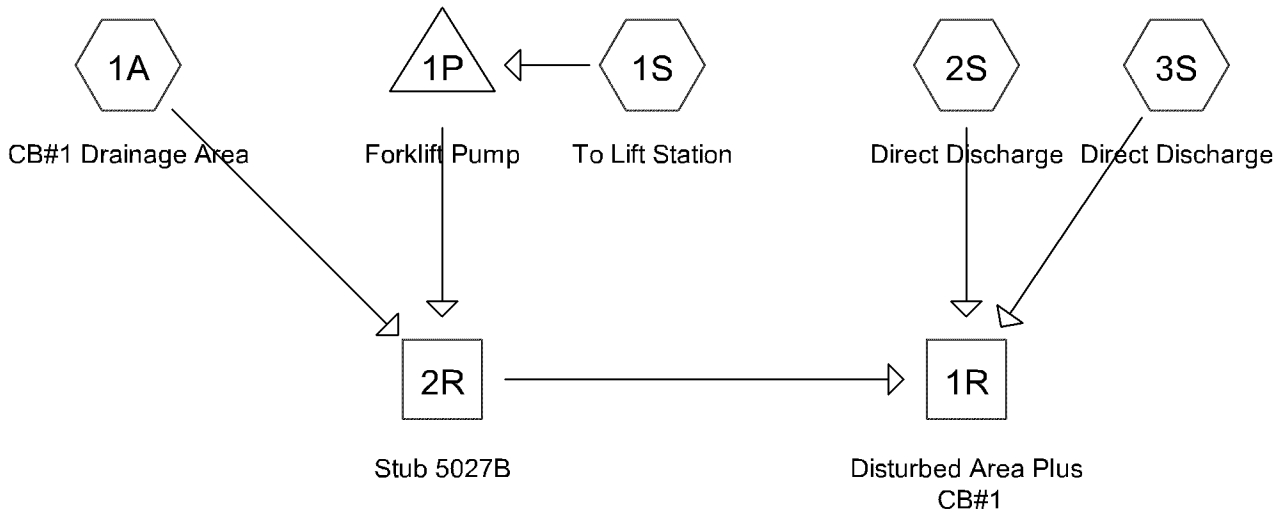 1A
1P
1S
2S
3S
CB#1 Drainage Area
Forklift Pump
To Lift Station
Direct Discharge
Direct Discharge
2R
1R
Stub 5027B
Disturbed Area Plus
CB#1